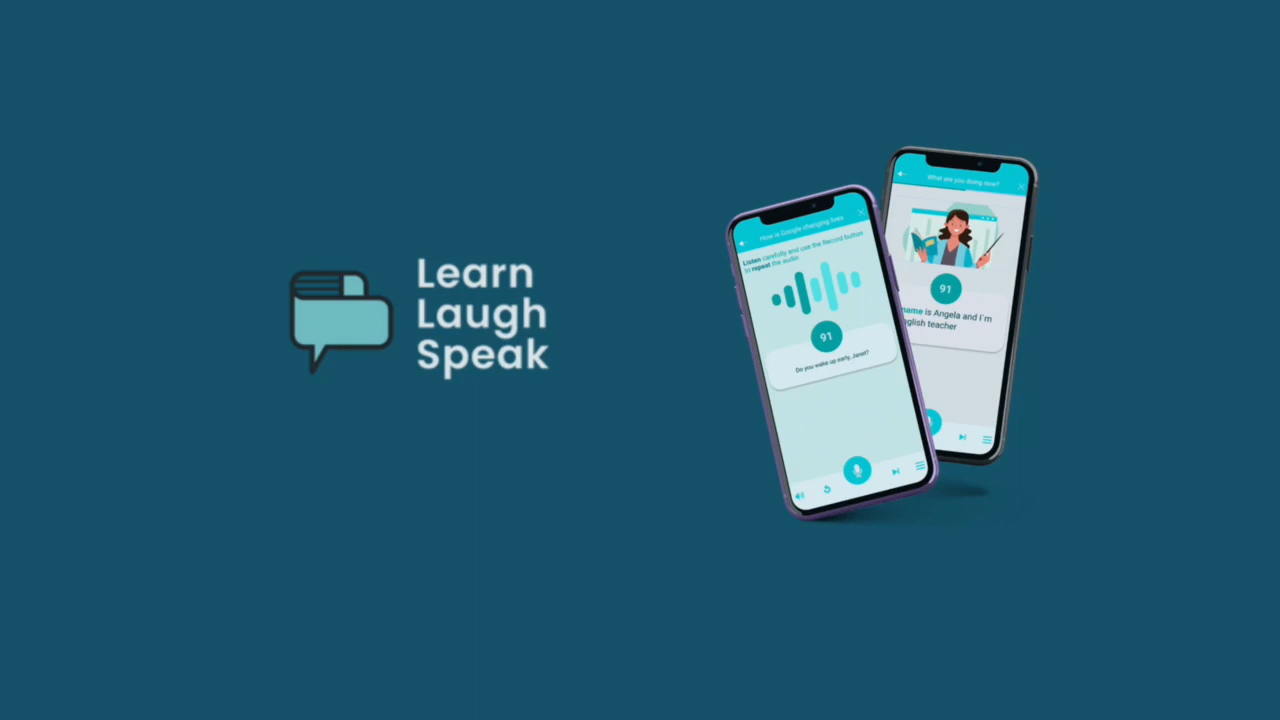 Learn
Laugh
Speak
How is Google changing lives
Listen carefully and use the Record button
to repeat the audio
91
Do you wake up early, Janet?
What are you doing now?
91
name is Angela and I'm
glish teacher